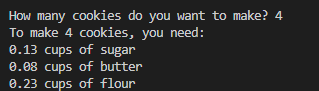 How many cookies do you want to make? 4
To make 4 cookies, you need:
0.13 cups of sugar
0.08 cups of butter
0.23 cups of flour